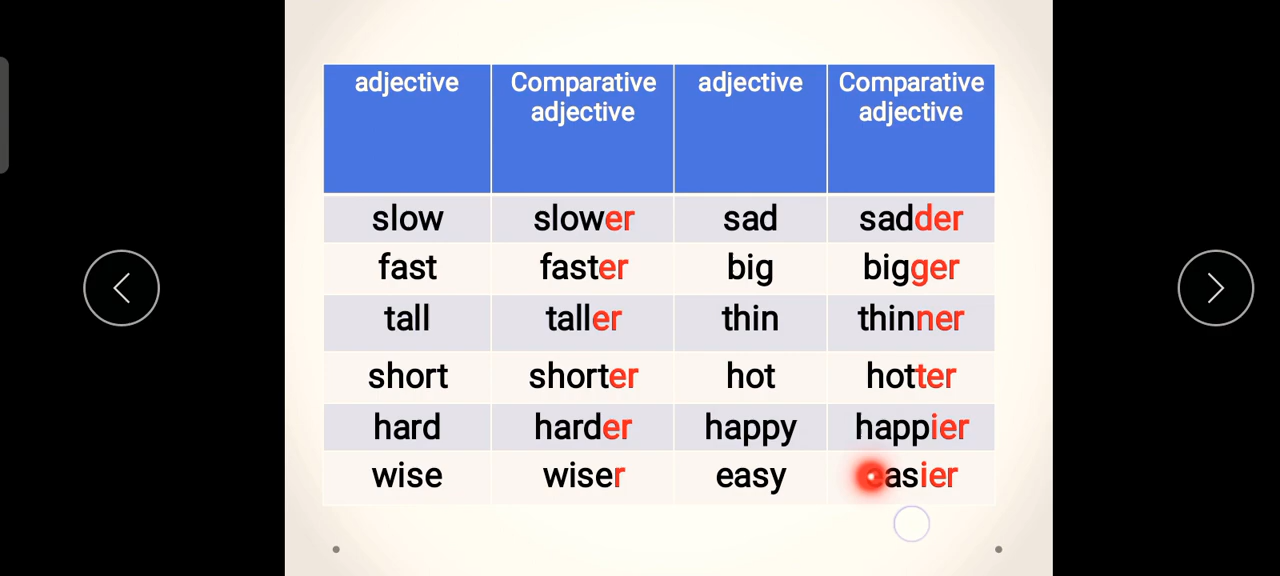 adjective Comparative adjective adjective Comparative adjective
slow slower sad sadder
fast faster big bigger
tall taller thin thinner
short shorter hot hotter
hard harder happy happier
wise wiser easy easier